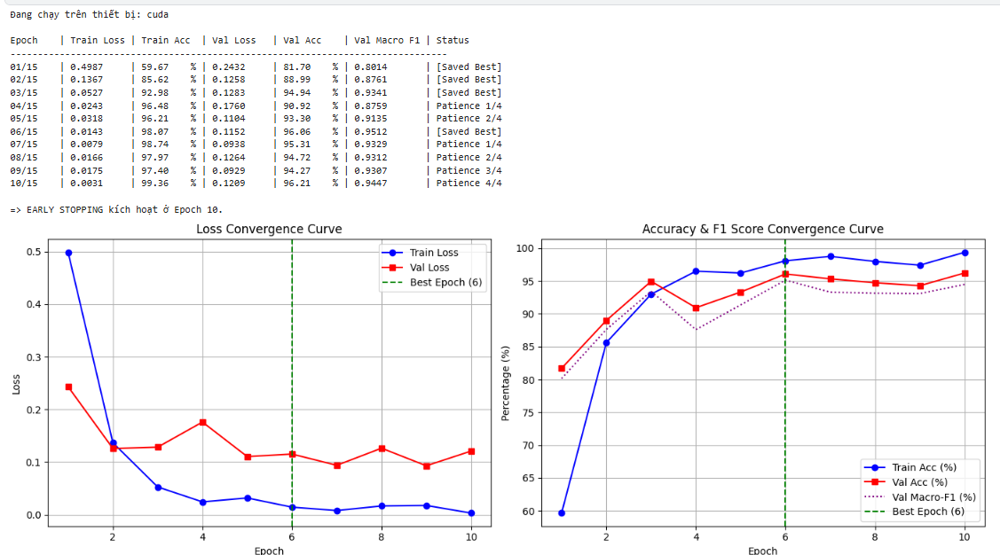 Đang chạy trên thiết bị: cuda
Epoch | Train Loss | Train Acc | Val Loss | Val Acc | Val Macro F1 | Status
--------------------------------------------------------------------------------
01/15 | 0.4987 | 59.67 % | 0.2432 | 81.70 % | 0.8014 | [Saved Best]
02/15 | 0.1367 | 85.62 % | 0.1258 | 88.99 % | 0.8761 | [Saved Best]
03/15 | 0.0527 | 92.98 % | 0.1283 | 94.94 % | 0.9341 | [Saved Best]
04/15 | 0.0243 | 96.48 % | 0.1760 | 90.92 % | 0.8759 | Patience 1/4
05/15 | 0.0318 | 96.21 % | 0.1104 | 93.30 % | 0.9135 | Patience 2/4
06/15 | 0.0143 | 98.07 % | 0.1152 | 96.06 % | 0.9512 | [Saved Best]
07/15 | 0.0079 | 98.74 % | 0.0938 | 95.31 % | 0.9329 | Patience 1/4
08/15 | 0.0166 | 97.97 % | 0.1264 | 94.72 % | 0.9312 | Patience 2/4
09/15 | 0.0175 | 97.40 % | 0.0929 | 94.27 % | 0.9307 | Patience 3/4
10/15 | 0.0031 | 99.36 % | 0.1209 | 96.21 % | 0.9447 | Patience 4/4
=> EARLY STOPPING kích hoạt ở Epoch 10.
Loss Convergence Curve
Train Loss
Val Loss
Best Epoch (6)
Loss
0.5
0.4
0.3
0.2
0.1
0.0
2 4 6 8 10
Epoch
Accuracy & F1 Score Convergence Curve
Percentage (%)
100
95
90
85
80
75
70
65
60
Train Acc (%)
Val Acc (%)
Val Macro-F1 (%)
Best Epoch (6)
2 4 6 8 10
Epoch